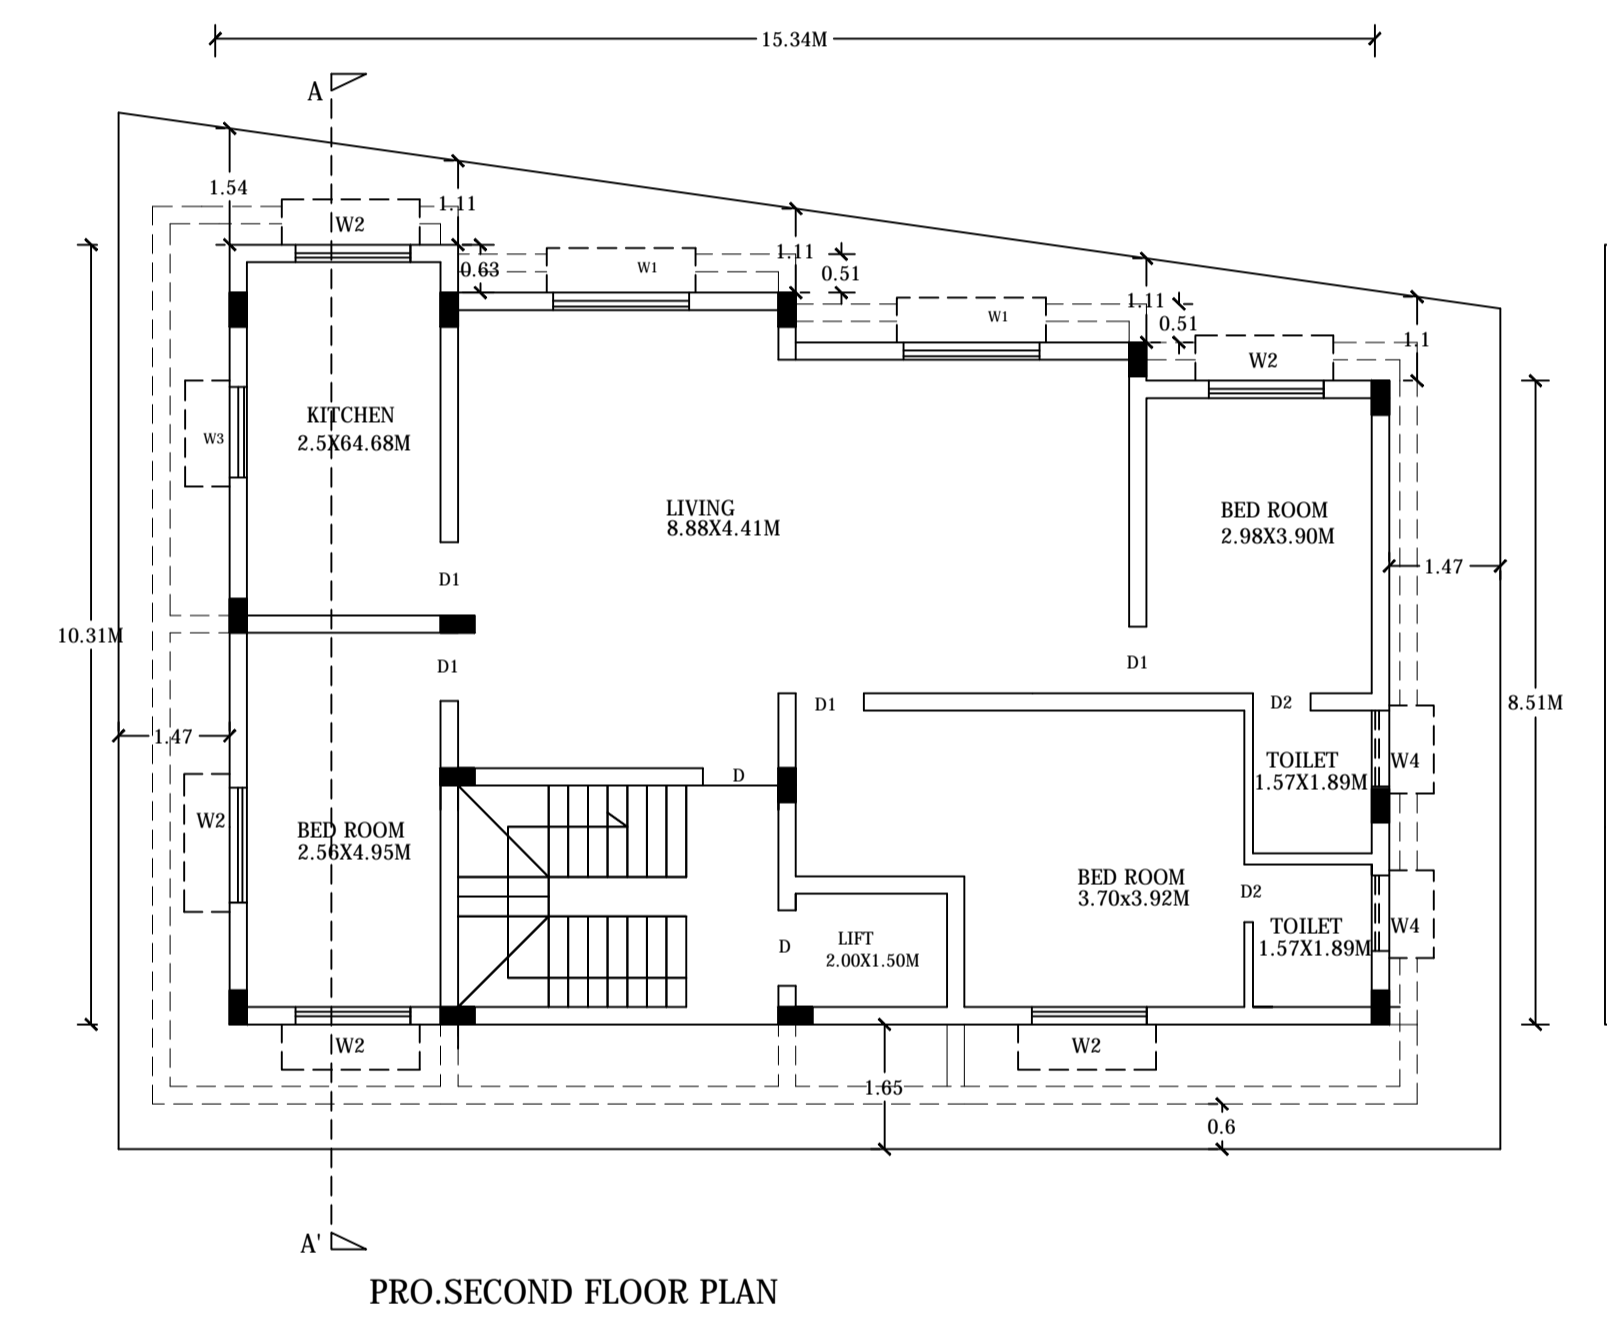 15.34M
A
1.54
1.11
W2
0.63
W1
1.11
0.51
W1
1.11
0.51
1.1
W2
KITCHEN
2.5X64.68M
W3
LIVING
8.88X4.41M
BED ROOM
2.98X3.90M
1.47
D1
10.31M
D1
D1
D1
D2
8.51M
1.47
D
TOILET
1.57X1.89M
W4
W2
BED ROOM
2.56X4.95M
BED ROOM
3.70x3.92M
D2
D
LIFT
2.00X1.50M
TOILET
1.57X1.89M
W4
W2
W2
1.65
0.6
A'
PRO.SECOND FLOOR PLAN